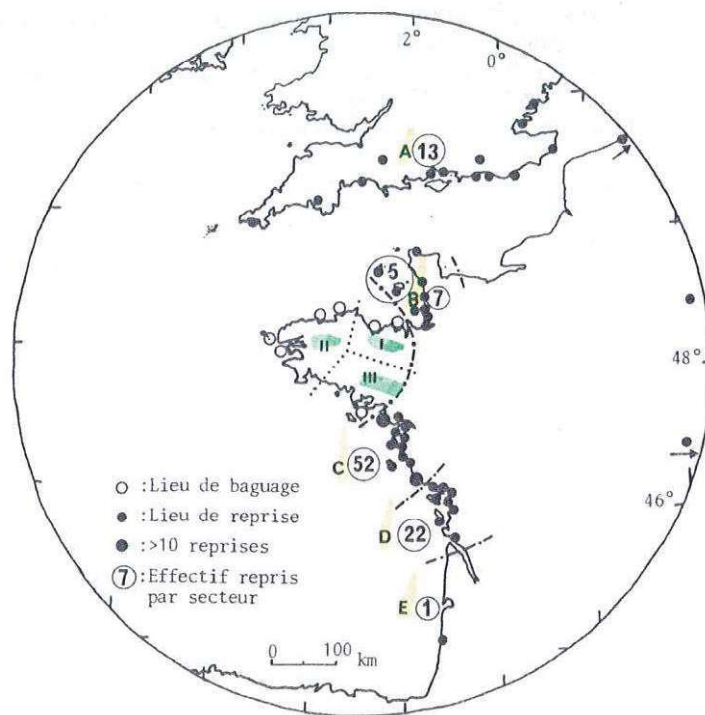 2°
0°
A 13
5
B 7
48°
II
I
III
C 52
46°
D 22
E 1
○ :Lieu de baguage
● :Lieu de reprise
● :>10 reprises
7 :Effectif repris
par secteur
0 100 km